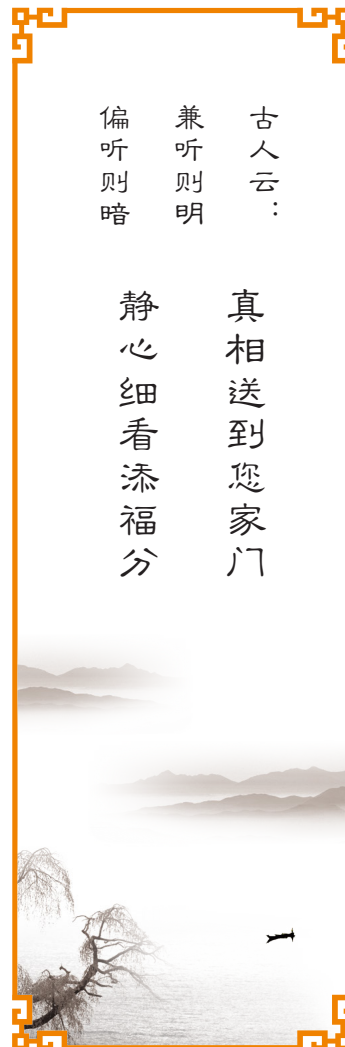 古人云：
兼听则明
偏听则暗
真相送到您家门
静心细看添福分